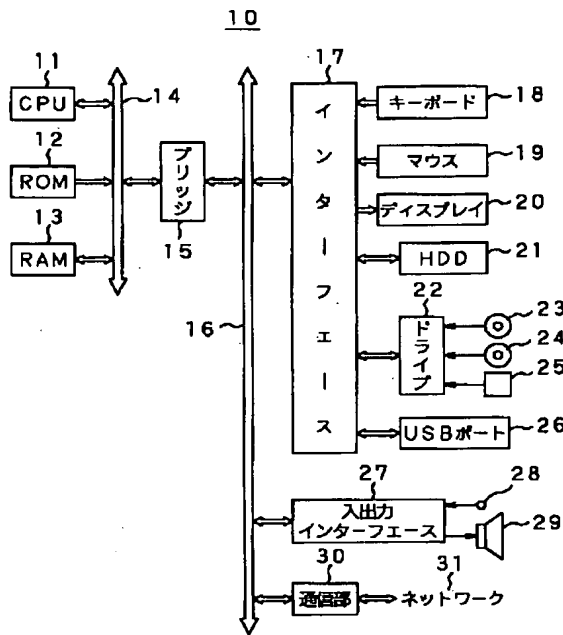 10
11
CPU
12
ROM
13
RAM
14
ブリッジ
15
16
17
インターフェース
キーボード
18
マウス
19
ディスプレイ
20
HDD
21
22
ドライブ
23
24
25
USBポート
26
27
入出力
インターフェース
28
29
30
通信部
31
ネットワーク